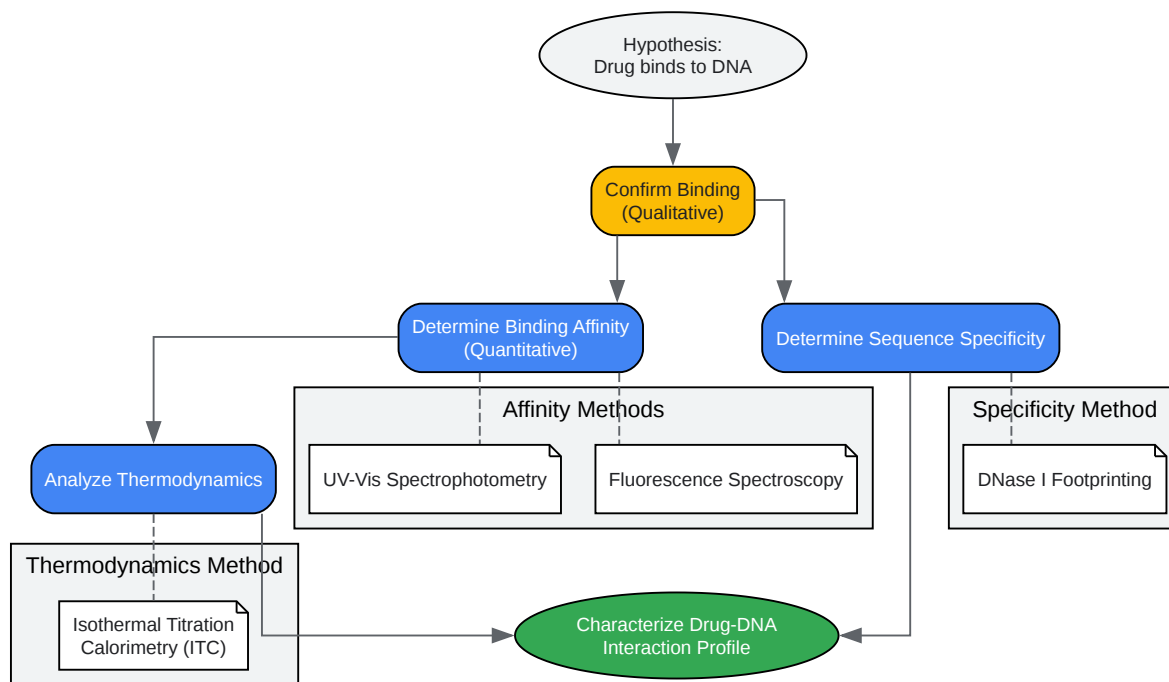 Hypothesis:
Drug binds to DNA
Confirm Binding
(Qualitative)
Determine Binding Affinity
(Quantitative)
Determine Sequence Specificity
Affinity Methods
Specificity Method
Analyze Thermodynamics
UV-Vis Spectrophotometry
Fluorescence Spectroscopy
DNase I Footprinting
Thermodynamics Method
Isothermal Titration
Calorimetry (ITC)
Characterize Drug-DNA
Interaction Profile